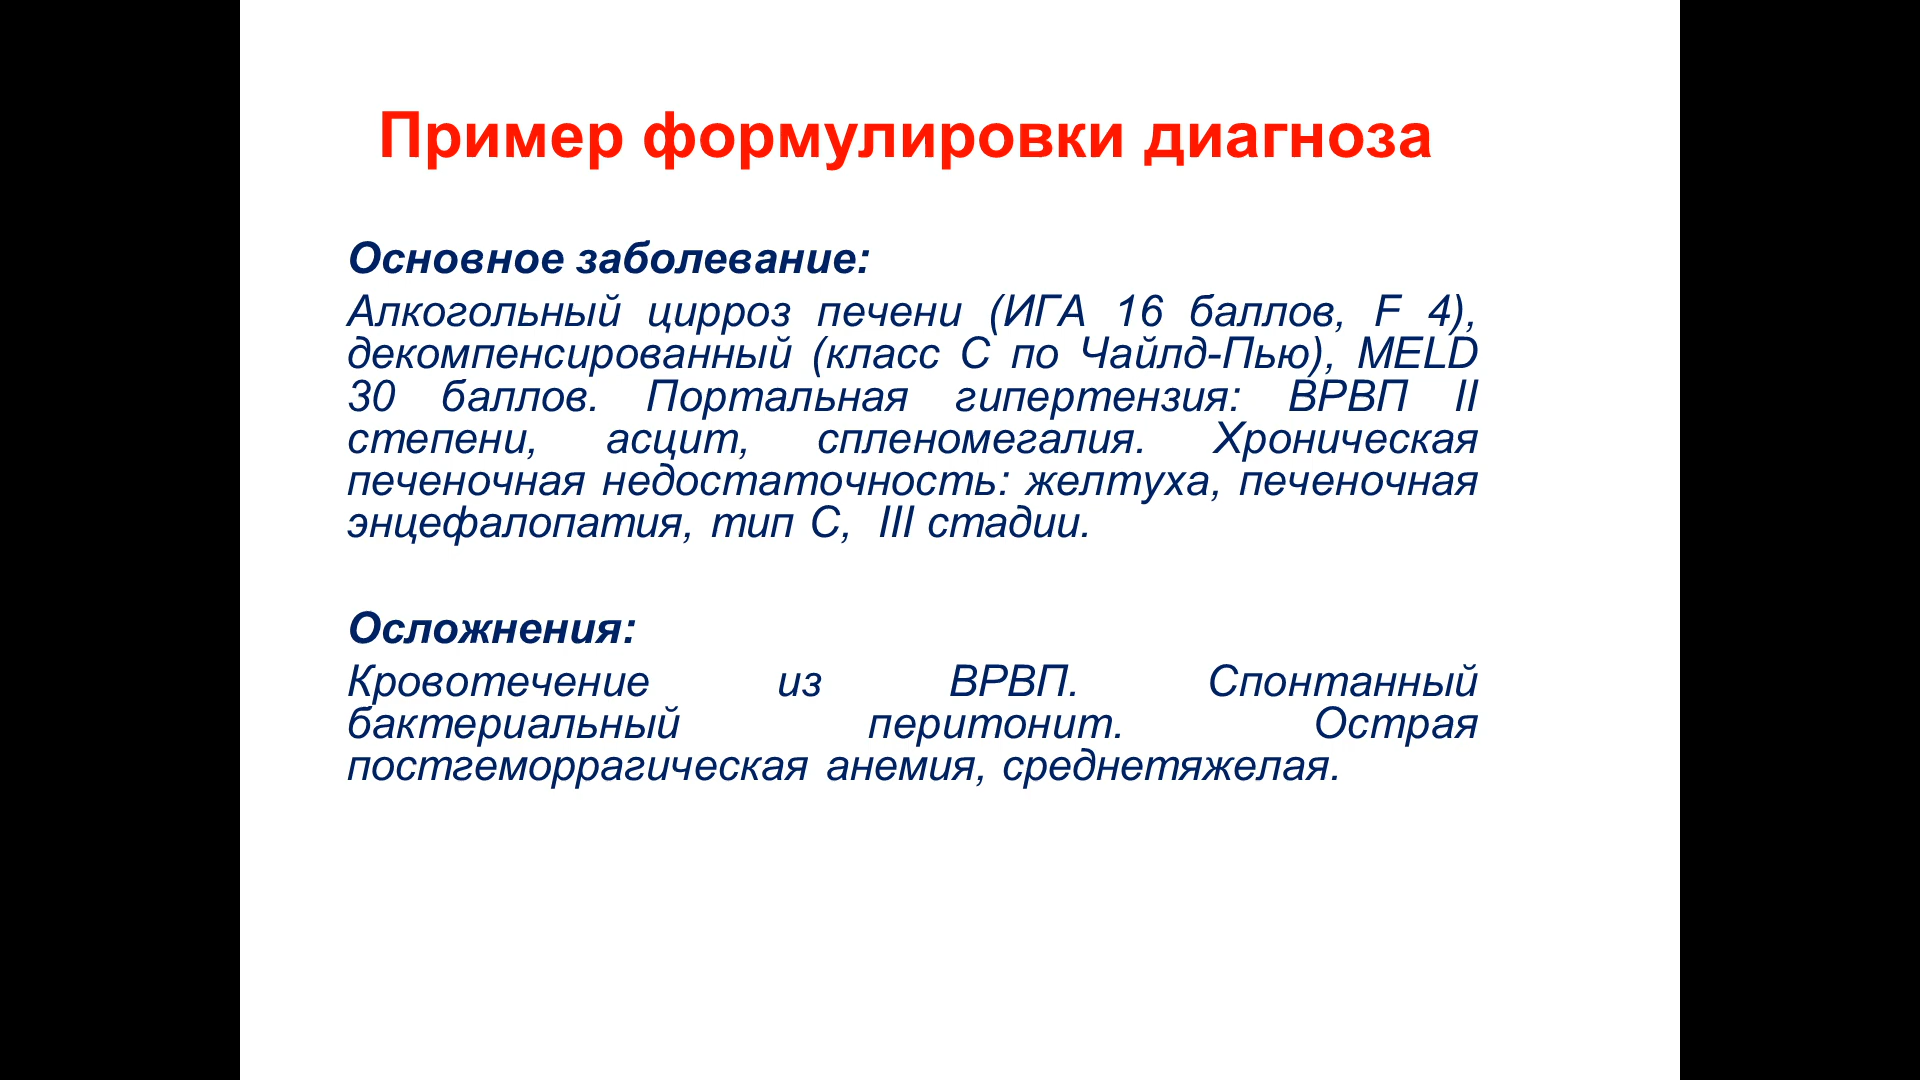 Пример формулировки диагноза
Основное заболевание:
Алкогольный цирроз печени (ИГА 16 баллов, F 4),
декомпенсированный (класс С по Чайлд-Пью), MELD
30 баллов. Портальная гипертензия: ВРВП II
степени, асцит, спленомегалия. Хроническая
печеночная недостаточность: желтуха, печеночная
энцефалопатия, тип С, III стадии.
Осложнения:
Кровотечение из ВРВП. Спонтанный
бактериальный перитонит. Острая
постгеморрагическая анемия, среднетяжелая.